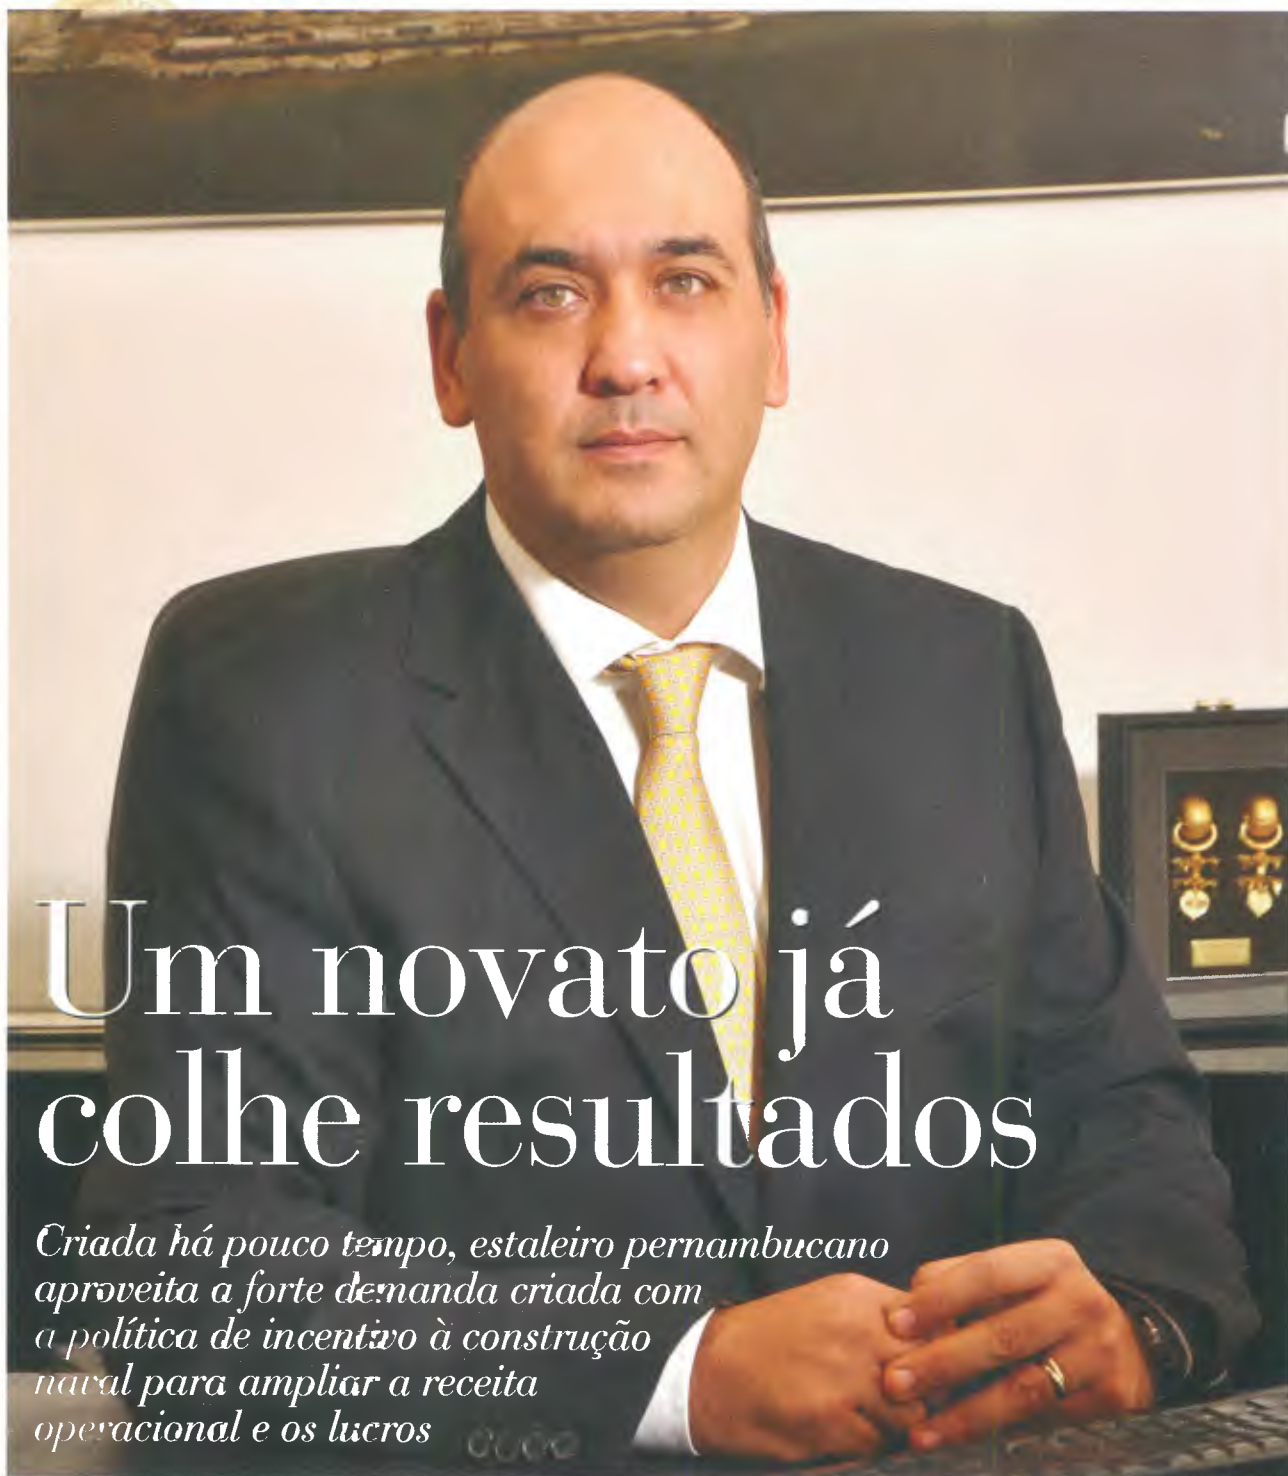 Um novato já
colhe resultados
Criada há pouco tempo, estaleiro pernambucano
aproveita a forte demanda criada com
a política de incentivo à construção
naval para ampliar a receita
operacional e os lucros